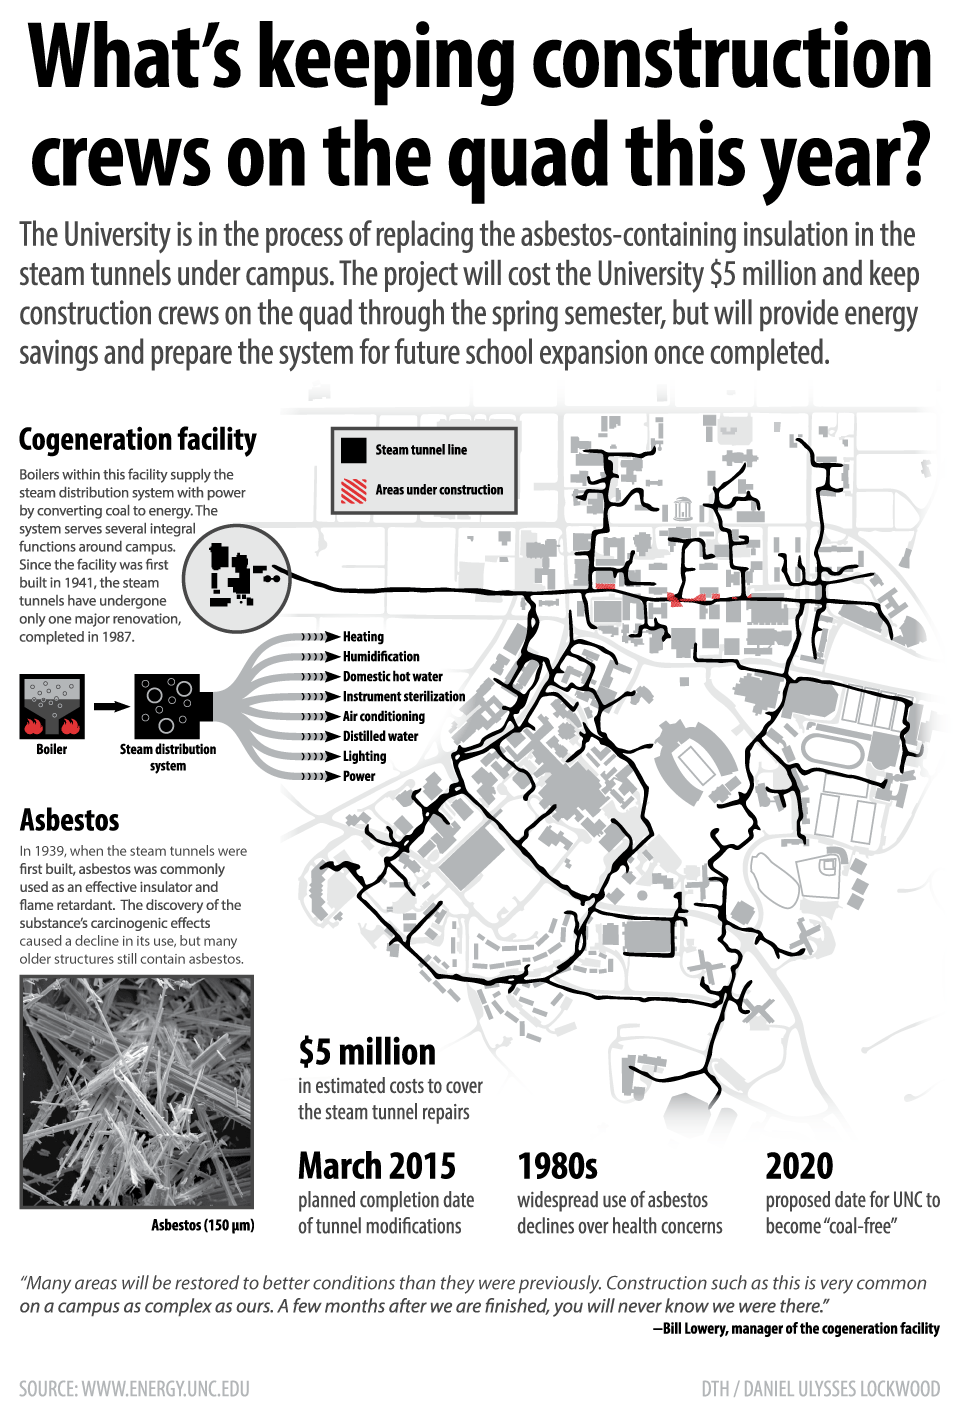 What's keeping construction
crews on the quad this year?
The University is in the process of replacing the asbestos-containing insulation in the
steam tunnels under campus. The project will cost the University $5 million and keep
construction crews on the quad through the spring semester, but will provide energy
savings and prepare the system for future school expansion once completed.
Cogeneration facility
Boilers within this facility supply the
steam distribution system with power
by converting coal to energy. The
system serves several integral
functions around campus.
Since the facility was first
built in 1941, the steam
tunnels have undergone
only one major renovation,
completed in 1987.
Steam tunnel line
Areas under construction
Boiler
Steam distribution
system
Heating
Humidification
Domestic hot water
Instrument sterilization
Air conditioning
Distilled water
Lighting
Power
Asbestos
In 1939, when the steam tunnels were
first built, asbestos was commonly
used as an effective insulator and
flame retardant. The discovery of the
substance's carcinogenic effects
caused a decline in its use, but many
older structures still contain asbestos.
Asbestos (150 µm)
$5 million
in estimated costs to cover
the steam tunnel repairs
March 2015
planned completion date
of tunnel modifications
1980s
widespread use of asbestos
declines over health concerns
2020
proposed date for UNC to
become "coal-free"
"Many areas will be restored to better conditions than they were previously. Construction such as this is very common
on a campus as complex as ours. A few months after we are finished, you will never know we were there."
–Bill Lowery, manager of the cogeneration facility
SOURCE: WWW.ENERGY.UNC.EDU
DTH / DANIEL ULYSSES LOCKWOOD